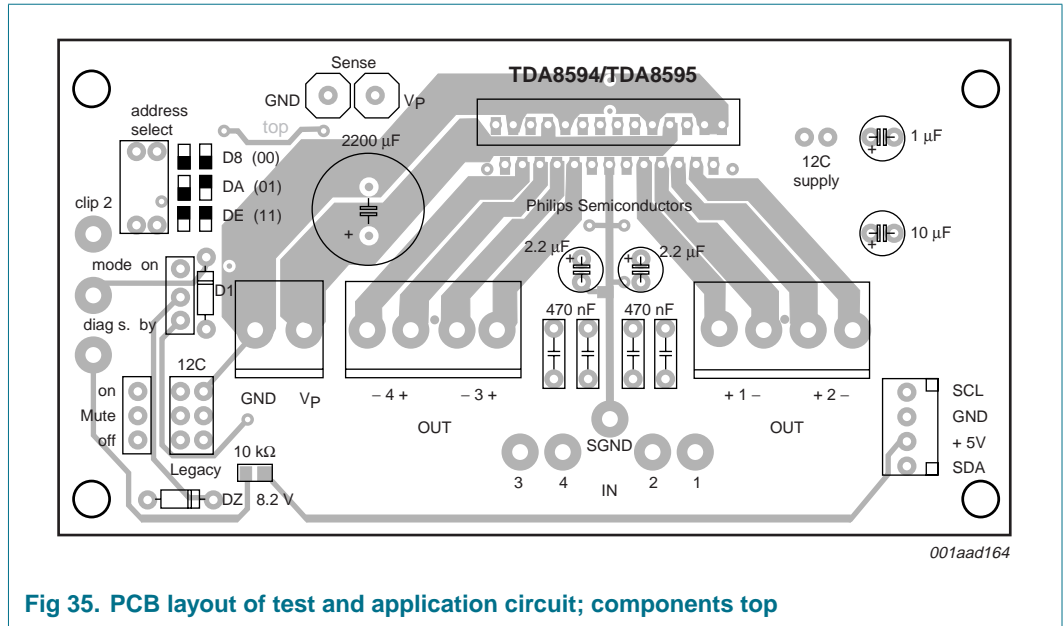 Sense
TDA8594/TDA8595
GND
VP
address
select
top
2200 μF
1 μF
D8 (00)
12C
supply
DA (01)
clip 2
DE (11)
Philips Semiconductors
+
10 μF
2.2 μF
2.2 μF
mode on
D1
diag s. by
470 nF
470 nF
12C
on
GND
VP
− 4 +
− 3 +
+ 1 −
+ 2 −
SCL
Mute
OUT
SGND
OUT
GND
off
+ 5V
10 kΩ
Legacy
3
4
IN
2
1
SDA
DZ
8.2 V
001aad164
Fig 35. PCB layout of test and application circuit; components top